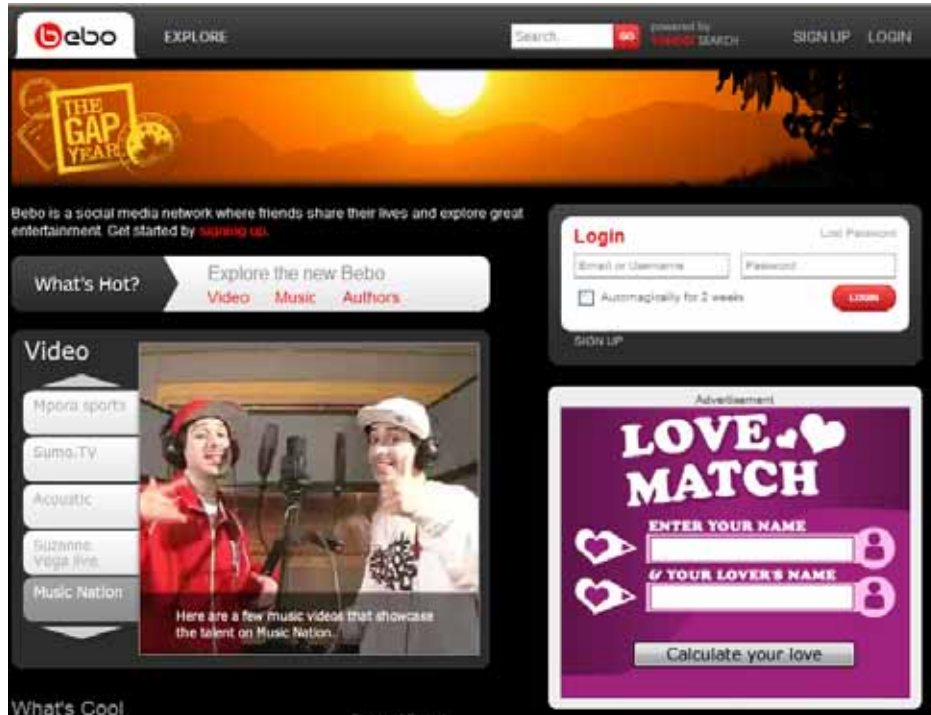 bebo
EXPLORE
Search...
GO
powered by
SEARCH
SIGN UP
LOGIN
THE
GAP
YEAR
Bebo is a social media network where friends share their lives and explore great
entertainment. Get started by signing up.
What's Hot?
Explore the new Bebo
Video Music Authors
Login
Lost Password
Email or Username
Password
Automagically for 2 weeks
LOGIN
SIGN UP
Video
Mpora sports
Sumo.TV
Acoustic
Suzanne
Vega live
Music Nation
Here are a few music videos that showcase
the talent on Music Nation.
Advertisement
LOVE
MATCH
ENTER YOUR NAME
& YOUR LOVER'S NAME
Calculate your love
What's Cool